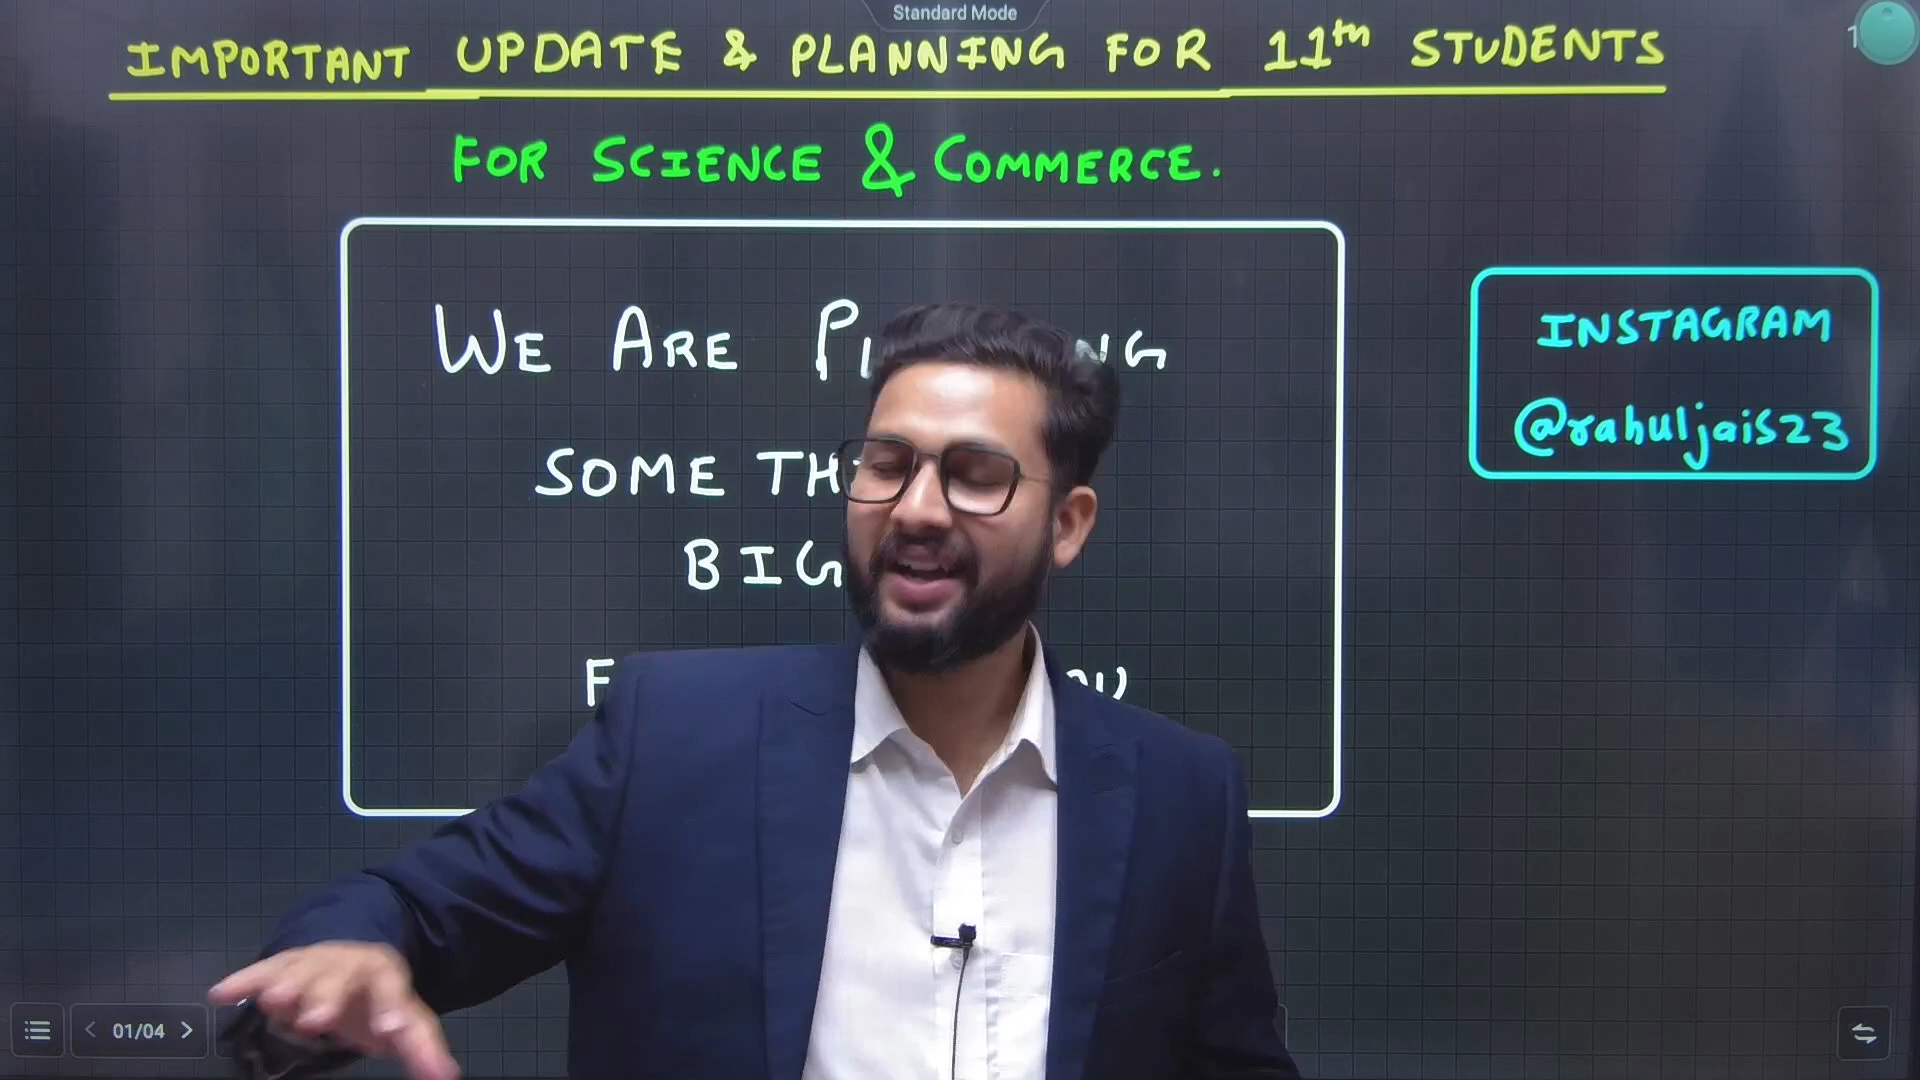 Standard Mode
IMPORTANT UPDATE & PLANNING FOR 11th STUDENTS
FOR SCIENCE & COMMERCE.
WE ARE
SOME
BIG
INSTAGRAM
@rahuljais23
01/04